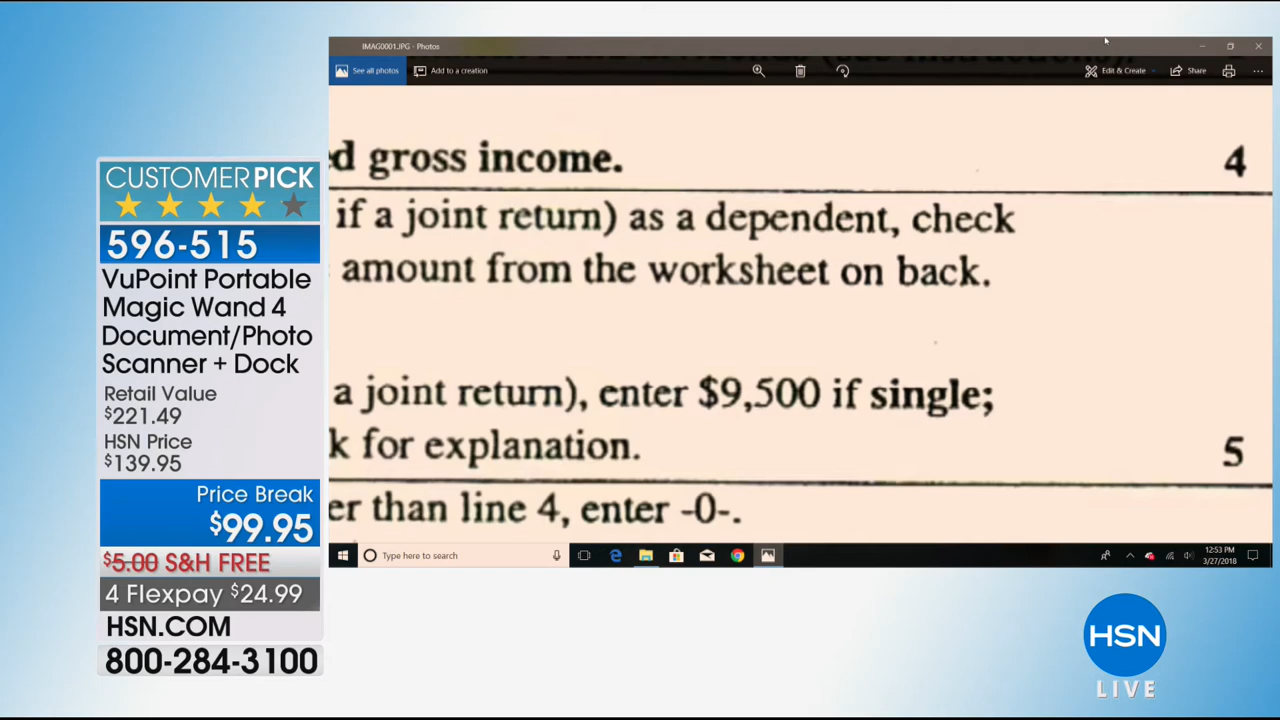 CUSTOMER PICK
596-515
VuPoint Portable
Magic Wand 4
Document/Photo
Scanner + Dock
Retail Value
$221.49
HSN Price
$139.95
Price Break
$99.95
$5.00 S&H FREE
4 Flexpay $24.99
HSN.COM
800-284-3100
IMAG0001.JPG - Photos
See all photos
Add to a creation
Edit & Create
Share
d gross income. 4
if a joint return) as a dependent, check
amount from the worksheet on back.
a joint return), enter $9,500 if single;
k for explanation. 5
er than line 4, enter -0-.
Type here to search
12:53 PM
3/27/2018
HSN
LIVE